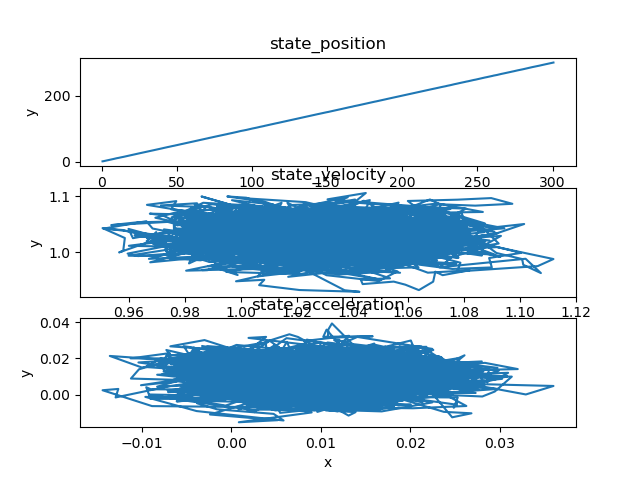 state_position
200
y
0
0 50 100 150 200 250 300
state_velocity
1.1
y
1.0
0.96 0.98 1.00 1.02 1.04 1.06 1.08 1.10 1.12
state_acceleration
0.04
0.02
y
0.00
−0.01 0.00 0.01 0.02 0.03
x